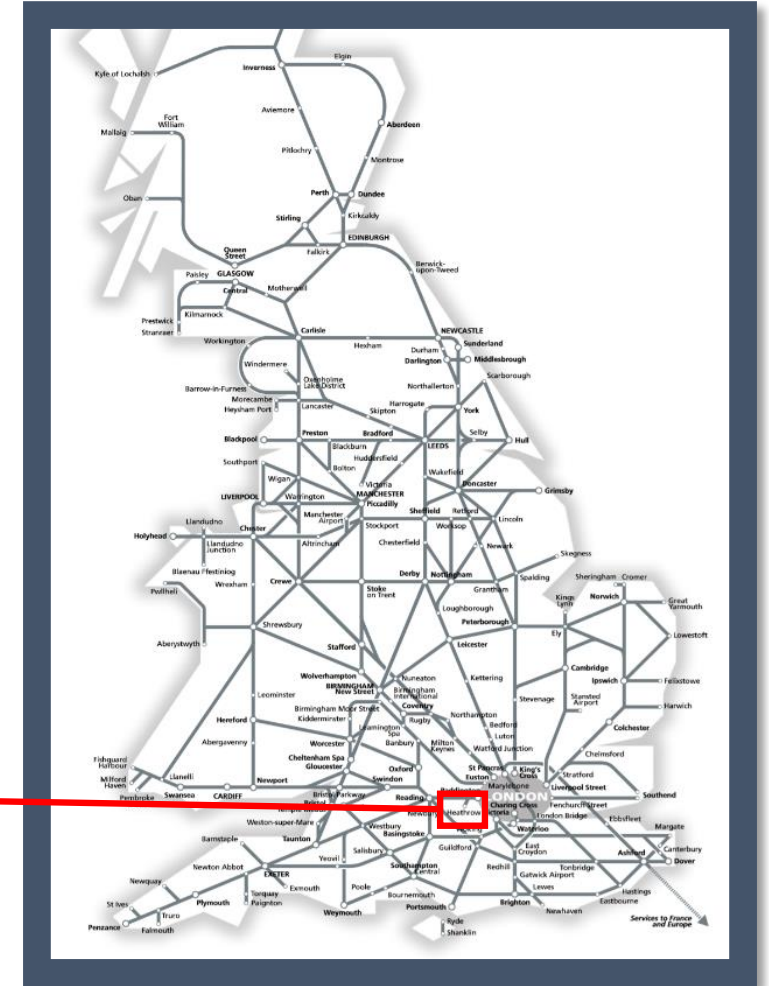 Elgin
Inverness
Kyle of Lochalsh
Aviemore
Fort
William
Aberdeen
Mallaig
Pitlochry
Montrose
Perth
Dundee
Oban
Stirling
Kirkcaldy
EDINBURGH
Queen
Street
Falkirk
Berwick-
upon-Tweed
Paisley
GLASGOW
Central
Motherwell
Prestwick
Kilmarnock
Stranraer
Carlisle
NEWCASTLE
Workington
Hexham
Sunderland
Durham
Darlington
Middlesbrough
Windermere
Scarborough
Oxenholme
Lake District
Barrow-in-Furness
Northallerton
Morecambe
Heysham Port
Lancaster
Harrogate
York
Skipton
Blackpool
Preston
Bradford
Selby
Hull
Blackburn
LEEDS
Huddersfield
Southport
Bolton
Wakefield
Wigan
Victoria
Doncaster
MANCHESTER
Piccadilly
Grimsby
LIVERPOOL
Warrington
Manchester
Airport
Sheffield
Retford
Llandudno
Chester
Stockport
Worksop
Lincoln
Holyhead
Llandudno
Junction
Altrincham
Chesterfield
Newark
Skegness
Blaenau Ffestiniog
Wrexham
Crewe
Derby
Nottingham
Spalding
Sheringham
Cromer
Pwllheli
Stoke
on Trent
Grantham
Kings
Lynn
Norwich
Great
Yarmouth
Loughborough
Peterborough
Aberystwyth
Shrewsbury
Ely
Lowestoft
Stafford
Leicester
Wolverhampton
Nuneaton
Kettering
Cambridge
BIRMINGHAM
New Street
Birmingham
International
Ipswich
Felixstowe
Leominster
Birmingham Moor Street
Coventry
Stevenage
Stansted
Airport
Harwich
Hereford
Kidderminster
Rugby
Northampton
Leamington
Spa
Bedford
Colchester
Abergavenny
Worcester
Banbury
Milton
Keynes
Luton
Watford Junction
Chelmsford
Fishguard
Harbour
Cheltenham Spa
Gloucester
Oxford
St Pancras
King's
Cross
Milford
Haven
Llanelli
Newport
Swindon
Euston
Stratford
Pembroke
Swansea
CARDIFF
Bristol Parkway
Reading
Marylebone
Liverpool Street
LONDON
Southend
Newbury
Heathrow
Charing Cross
Fenchurch Street
Weston-super-Mare
London Bridge
Ebbsfleet
Westbury
Basingstoke
Waterloo
Margate
Barnstaple
Taunton
Salisbury
Guildford
East
Croydon
Canterbury
Yeovil
Ashford
Dover
Newton Abbot
Southampton
Central
Redhill
Tonbridge
EXETER
Gatwick Airport
Newquay
Exmouth
Poole
Lewes
Hastings
St Ives
Plymouth
Torquay
Paignton
Bournemouth
Portsmouth
Brighton
Eastbourne
Truro
Weymouth
Newhaven
Penzance
Falmouth
Ryde
Shanklin
Services to France
and Europe